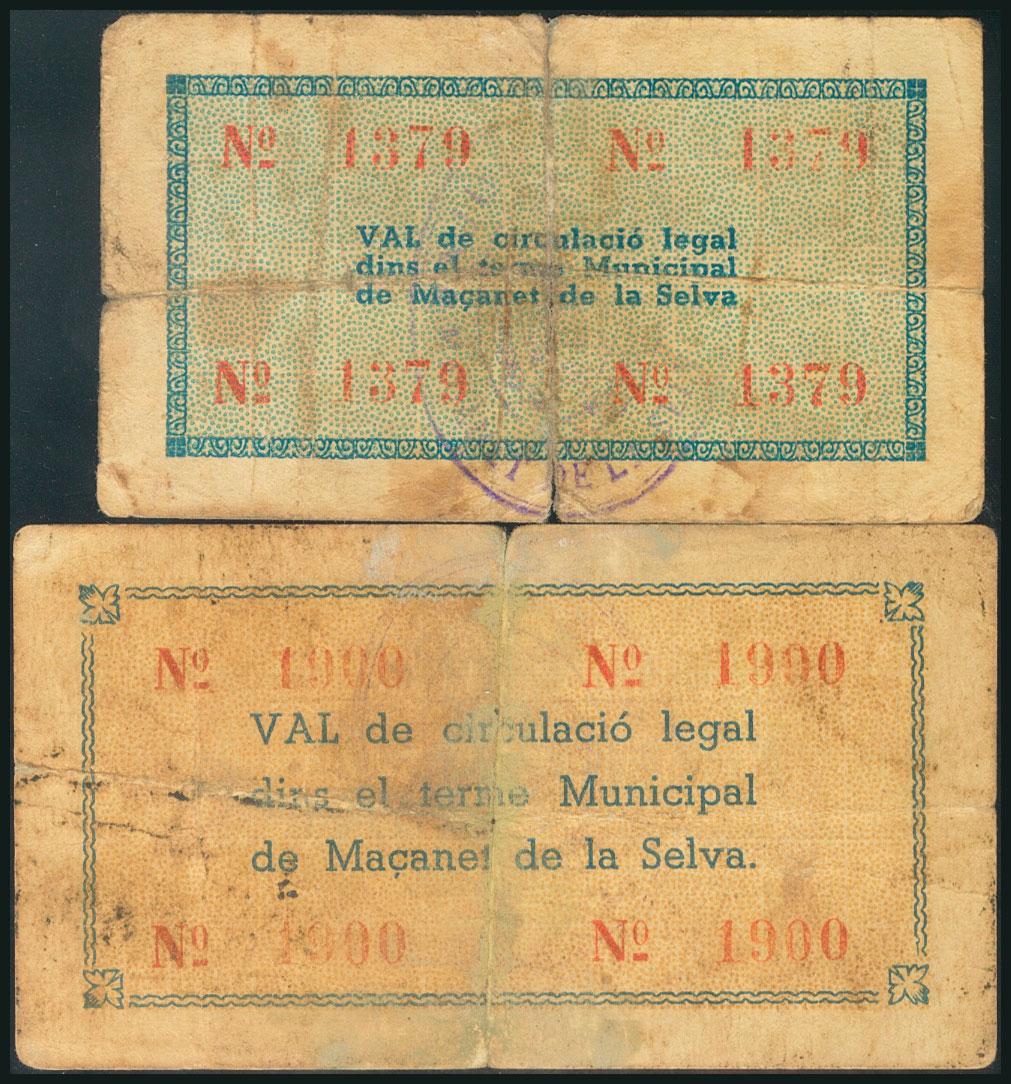 Nº 1379 Nº 1379
VAL de circulació legal
dins el terme Municipal
de Maçanet de la Selva
Nº 1379 Nº 1379
DE L
Nº 1900 Nº 1900
VAL de circulació legal
dins el terme Municipal
de Maçanet de la Selva.
Nº 1900 Nº 1900